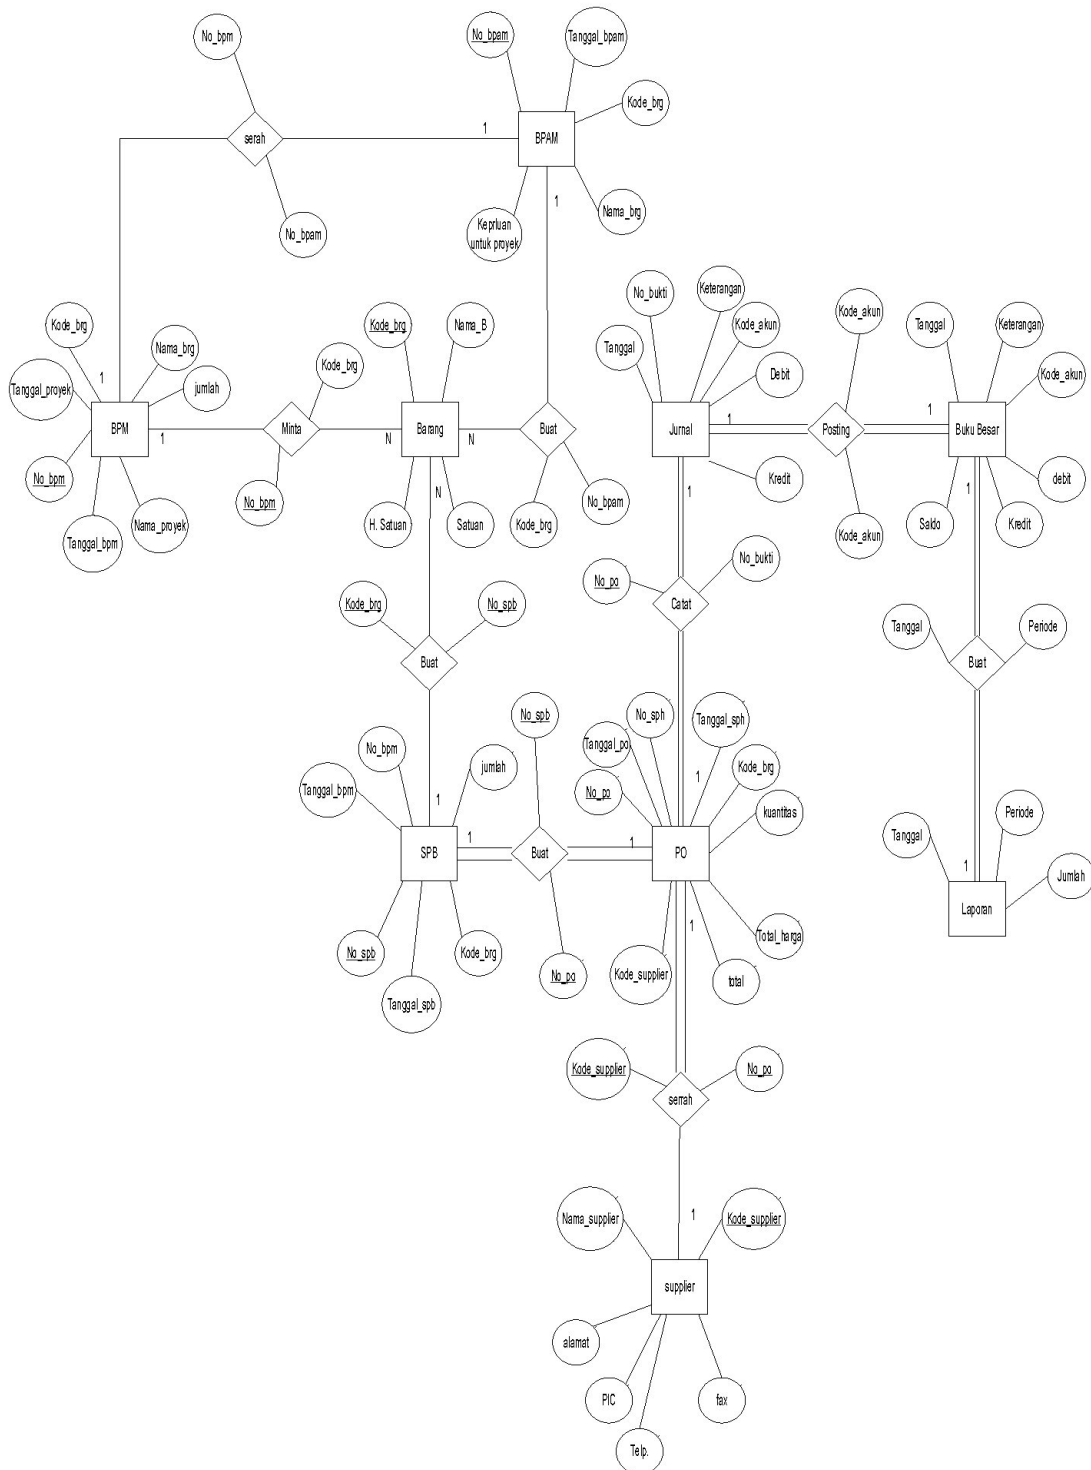 No_bpm
No_bpam
Tanggal_bpam
Kode_brg
serah
1
BPAM
1
No_bpam
Keprluan
untuk proyek
Nama_brg
No_bukti
Keterangan
Kode_akun
Tanggal
Keterangan
Kode_brg
Nama_brg
Kode_brg
Nama_B
Tanggal
Kode_akun
Kode_akun
Tanggal_proyek
1
jumlah
Kode_brg
Debit
BPM
1
Minta
N
Barang
N
Buat
Jurnal
1
Posting
1
Buku Besar
No_bpm
No_bpm
N
No_bpam
Kredit
1
debit
Tanggal_bpm
Nama_proyek
H. Satuan
Satuan
Kode_brg
1
Kode_akun
Saldo
Kredit
No_po
No_bukti
Catat
Kode_brg
No_spb
Tanggal
Periode
Buat
Buat
No_spb
No_sph
Tanggal_sph
No_bpm
Tanggal_po
jumlah
Kode_brg
Tanggal_bpm
No_po
1
kuantitas
Periode
1
Tanggal
SPB
1
Buat
1
PO
1
Jumlah
Laporan
No_spb
Kode_brg
1
Total_harga
No_po
Kode_supplier
total
Tanggal_spb
Kode_supplier
No_po
serrah
Nama_supplier
1
Kode_supplier
supplier
alamat
PIC
fax
Telp.